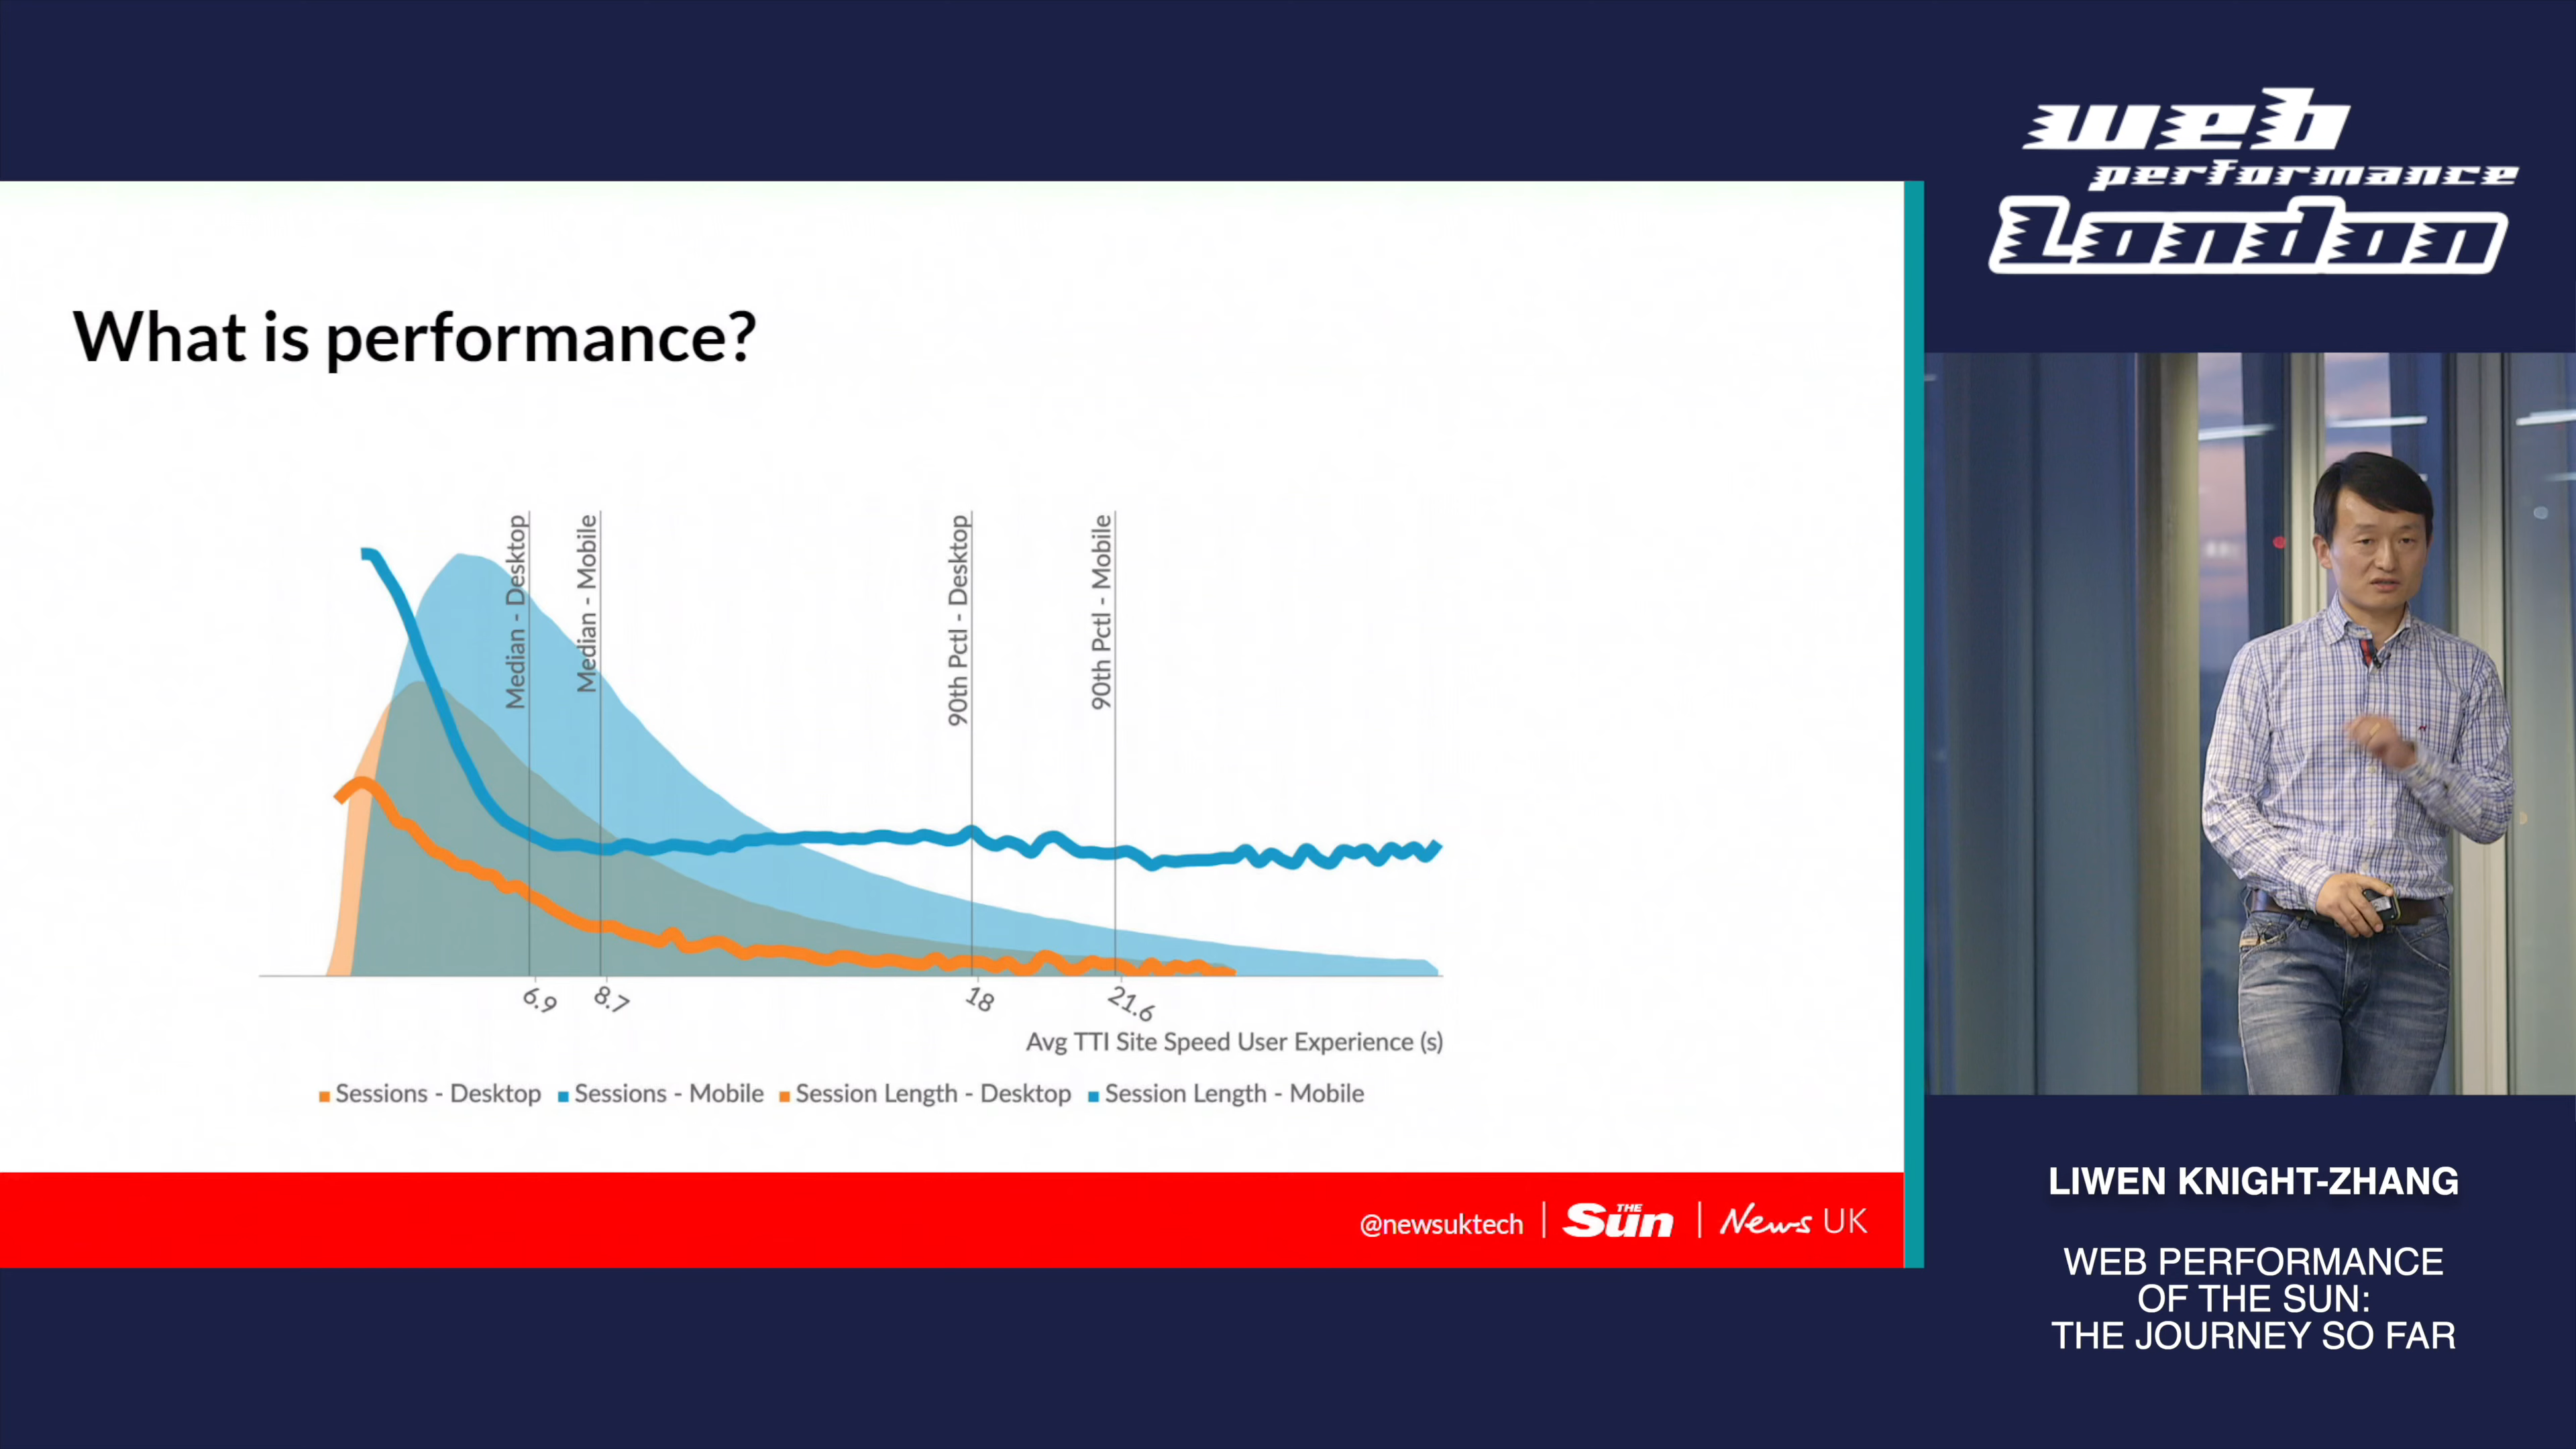 web
performance
London
What is performance?
Median - Desktop
Median - Mobile
90th Pctl - Desktop
90th Pctl - Mobile
6.9
8.7
18
21.6
Avg TTI Site Speed User Experience (s)
Sessions - Desktop
Sessions - Mobile
Session Length - Desktop
Session Length - Mobile
@newsuktech
THE Sun
News UK
LIWEN KNIGHT-ZHANG
WEB PERFORMANCE
OF THE SUN:
THE JOURNEY SO FAR